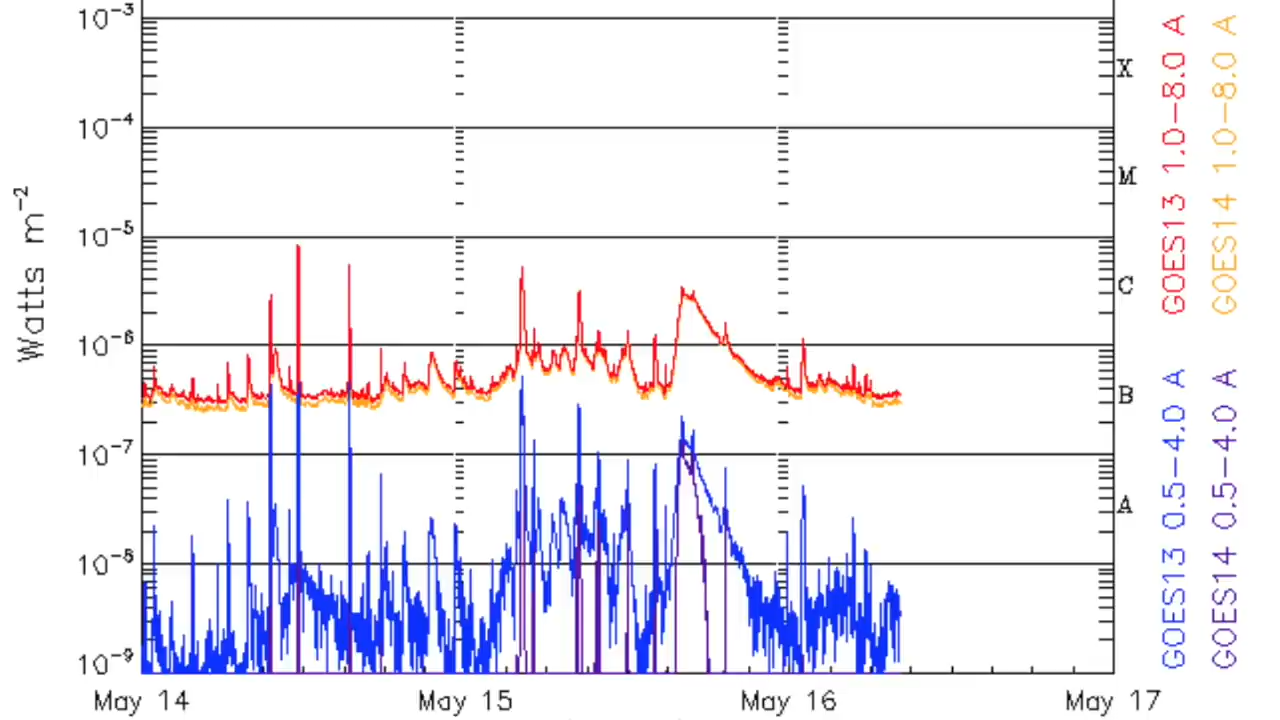 10⁻³
10⁻⁴
10⁻⁵
10⁻⁶
10⁻⁷
10⁻⁸
10⁻⁹
Watts m⁻²
X
M
C
B
A
May 14 May 15 May 16 May 17
GOES13 1.0-8.0 A
GOES14 1.0-8.0 A
GOES13 0.5-4.0 A
GOES14 0.5-4.0 A